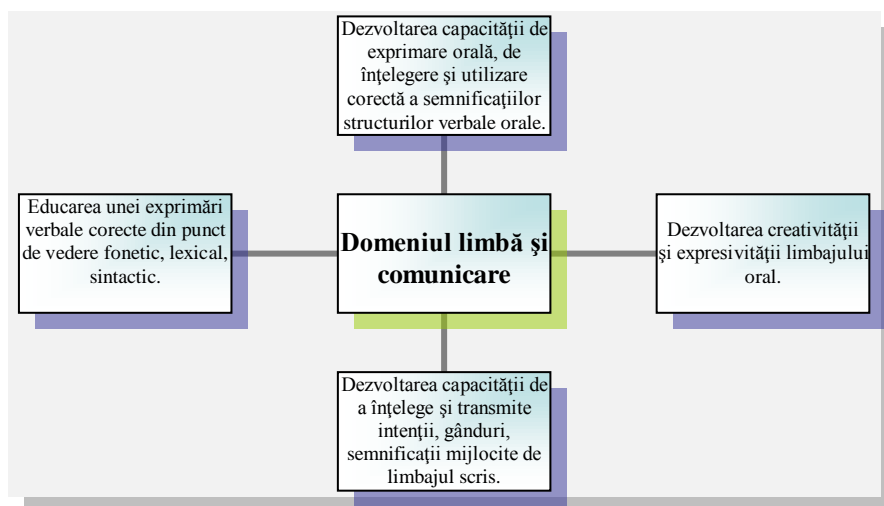 Dezvoltarea capacităţii de
exprimare orală, de
înţelegere şi utilizare
corectă a semnificaţiilor
structurilor verbale orale.
Educarea unei exprimări
verbale corecte din punct
de vedere fonetic, lexical,
sintactic.
Domeniul limbă şi
comunicare
Dezvoltarea creativităţii
şi expresivităţii limbajului
oral.
Dezvoltarea capacităţii de
a înţelege şi transmite
intenţii, gânduri,
semnificaţii mijlocite de
limbajul scris.